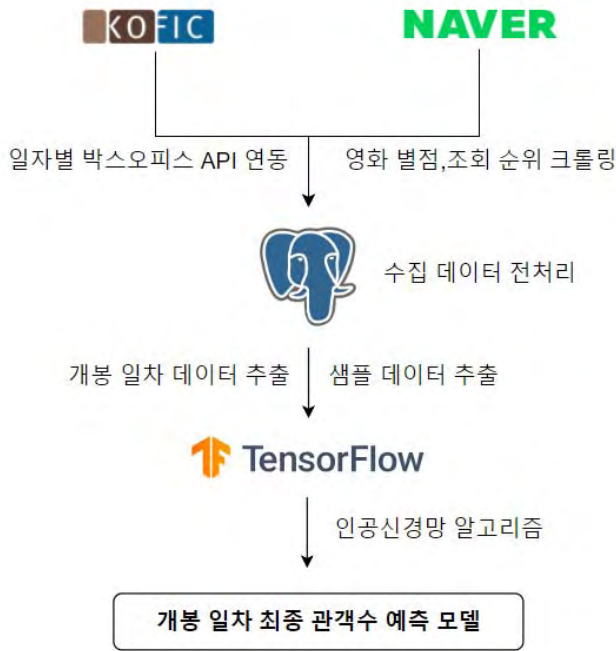 KOFIC
NAVER
일자별 박스오피스 API 연동
영화 별점,조회 순위 크롤링
수집 데이터 전처리
개봉 일차 데이터 추출
샘플 데이터 추출
TensorFlow
인공신경망 알고리즘
개봉 일차 최종 관객수 예측 모델